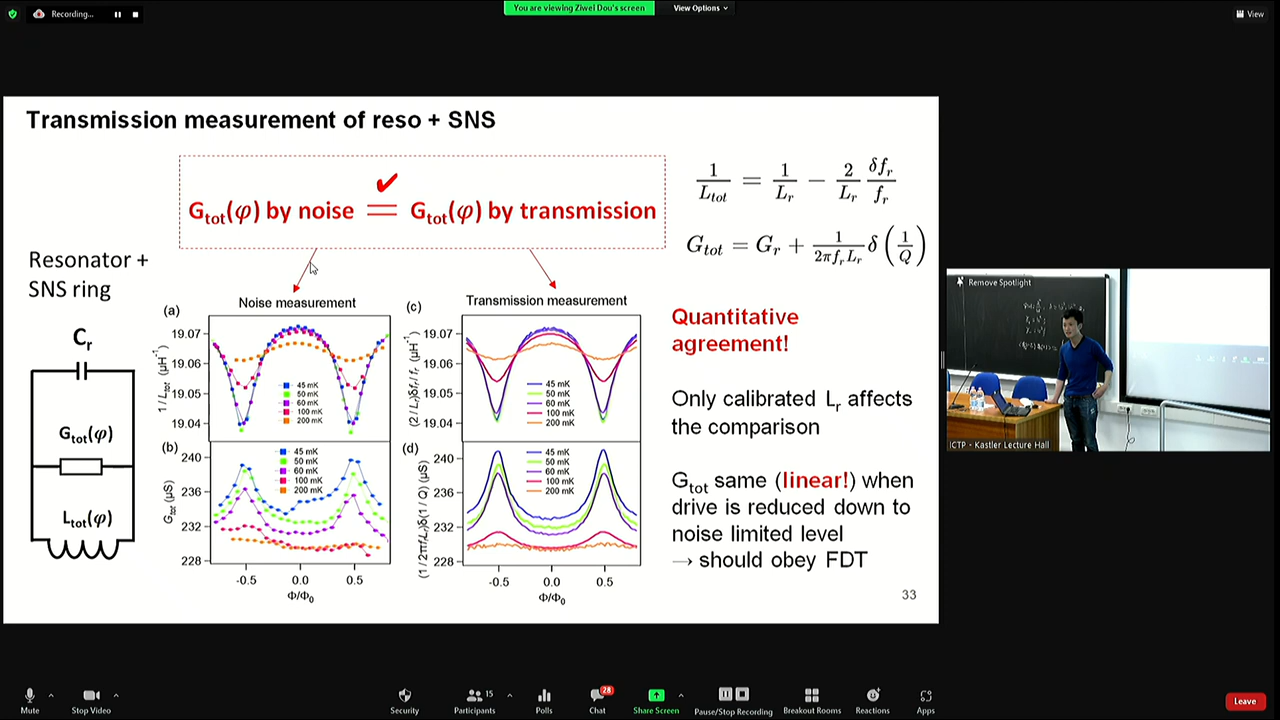 Recording...
You are viewing Ziwei Dou's screen
View Options
View
Transmission measurement of reso + SNS
✔
G_tot(φ) by noise = G_tot(φ) by transmission
1/L_tot = 1/L_r − 2/L_r δf_r/f_r
G_tot = G_r + 1/(2πf_rL_r) δ(1/Q)
Resonator +
SNS ring
C_r
G_tot(φ)
L_tot(φ)
(a)
Noise measurement
1 / L_tot (μH⁻¹)
19.07
19.06
19.05
19.04
45 mK
50 mK
60 mK
100 mK
200 mK
(b)
G_tot (μS)
240
236
232
228
45 mK
50 mK
60 mK
100 mK
200 mK
-0.5
0.0
0.5
Φ/Φ₀
(c)
Transmission measurement
(2 / L_r)δf_r / f_r (μH⁻¹)
19.07
19.06
19.05
19.04
45 mK
50 mK
60 mK
100 mK
200 mK
(d)
(1 / 2πf_rL_r)δ(1 / Q) (μS)
240
236
232
228
45 mK
50 mK
60 mK
100 mK
200 mK
-0.5
0.0
0.5
Φ/Φ₀
Quantitative
agreement!
Only calibrated L_r affects
the comparison
G_tot same (linear!) when
drive is reduced down to
noise limited level
→ should obey FDT
33
Remove Spotlight
ICTP - Kastler Lecture Hall
Mute
Stop Video
Security
15
Participants
Polls
28
Chat
Share Screen
Pause/Stop Recording
Breakout Rooms
Reactions
Apps
Leave